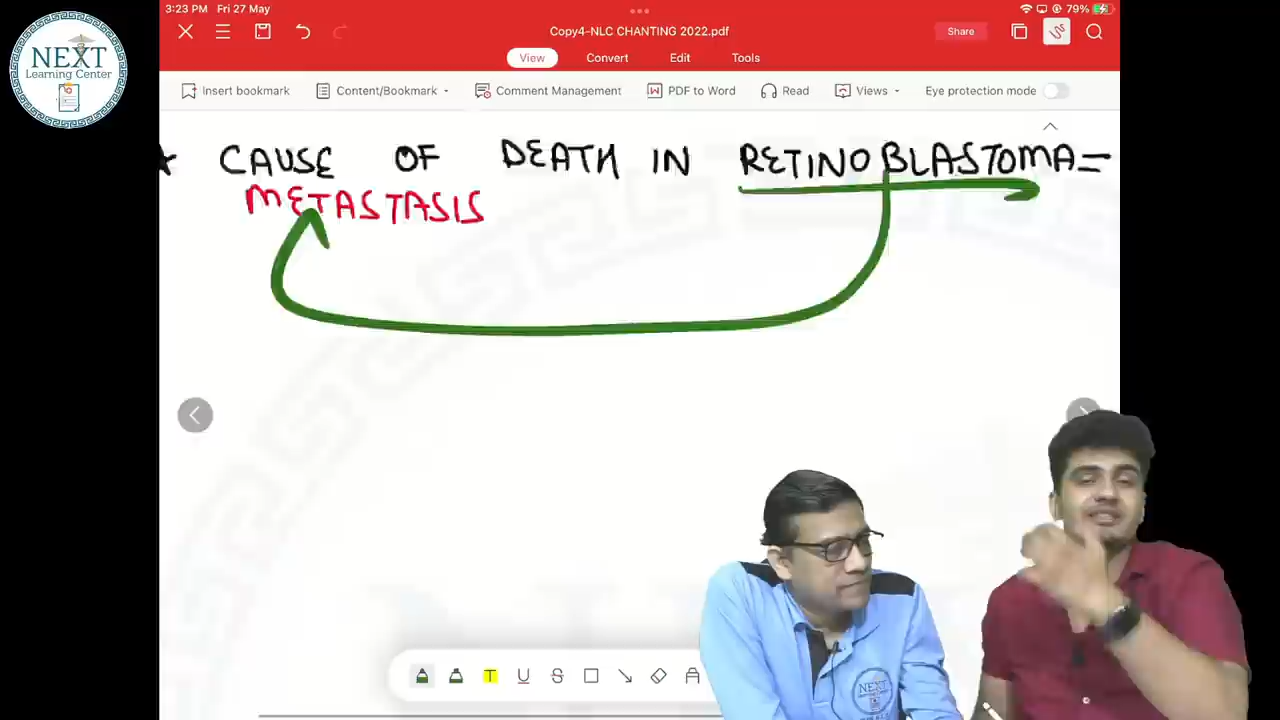 3:23 PM Fri 27 May
79%
Copy4-NLC CHANTING 2022.pdf
Share
View Convert Edit Tools
Insert bookmark Content/Bookmark Comment Management PDF to Word Read Views Eye protection mode
NEXT
Learning Center
CAUSE OF DEATH IN RETINOBLASTOMA=
METASTASIS
T U S A
NEXT